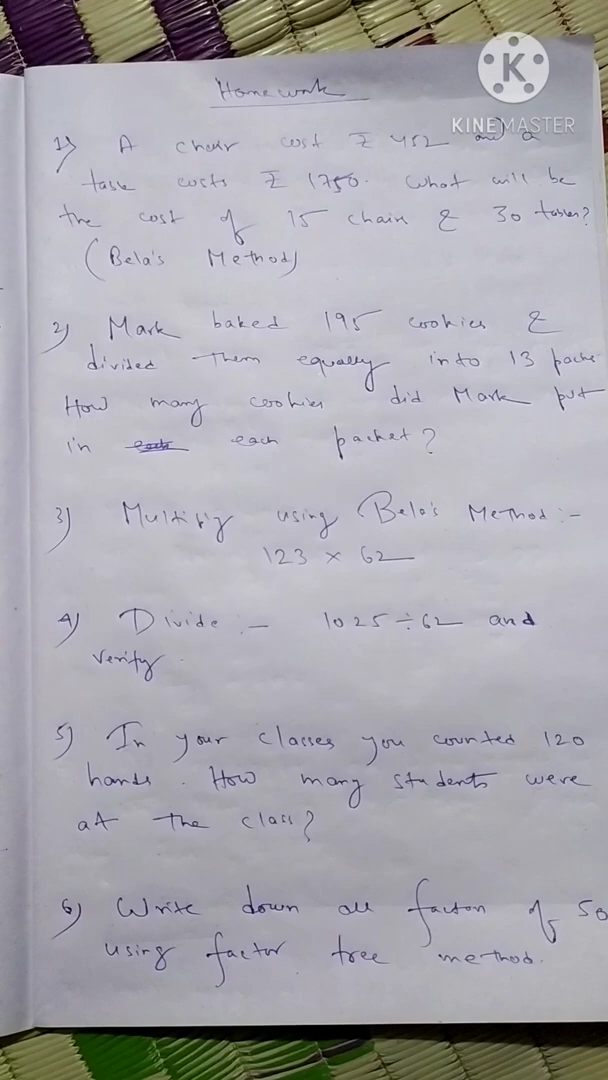 K
KINEMASTER
Homework
1) A chair cost ₹ 452 and a
costs ₹ 1750. What will be
the cost of 15 chairs & 30 tables?
(Bela's Method)
2) Mark baked 195 cookies &
divided them equally into 13 packe
How many cookies did Mark put
in each packet?
3) Multiply using Bela's Method:-
123 × 62
4) Divide :- 1025 ÷ 62 and
verify.
5) In your classes you counted 120
hands. How many students were
at the class?
6) Write down all factors of 50
using factor tree method.